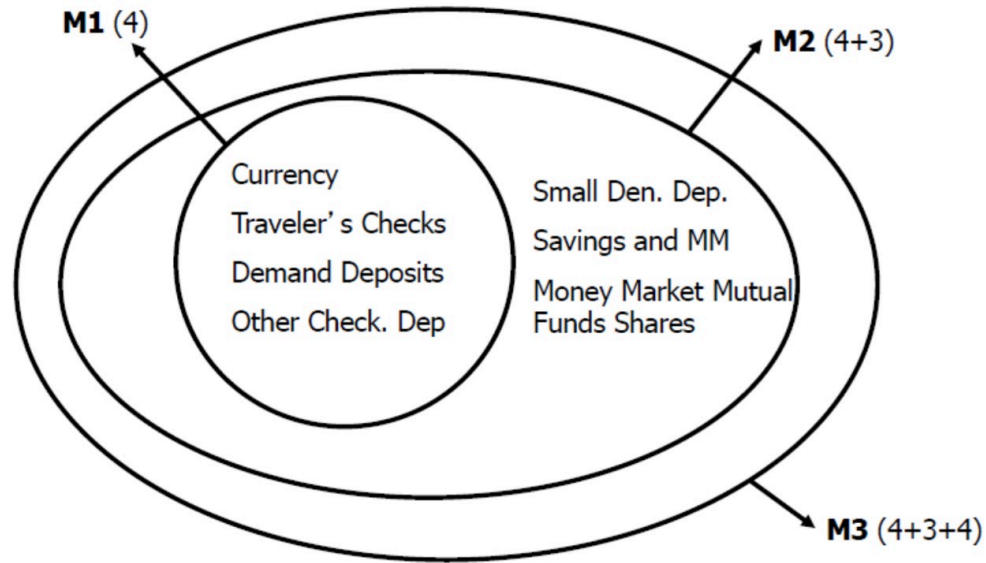 M1 (4)
M2 (4+3)
Currency
Traveler’ s Checks
Demand Deposits
Other Check. Dep
Small Den. Dep.
Savings and MM
Money Market Mutual
Funds Shares
M3 (4+3+4)